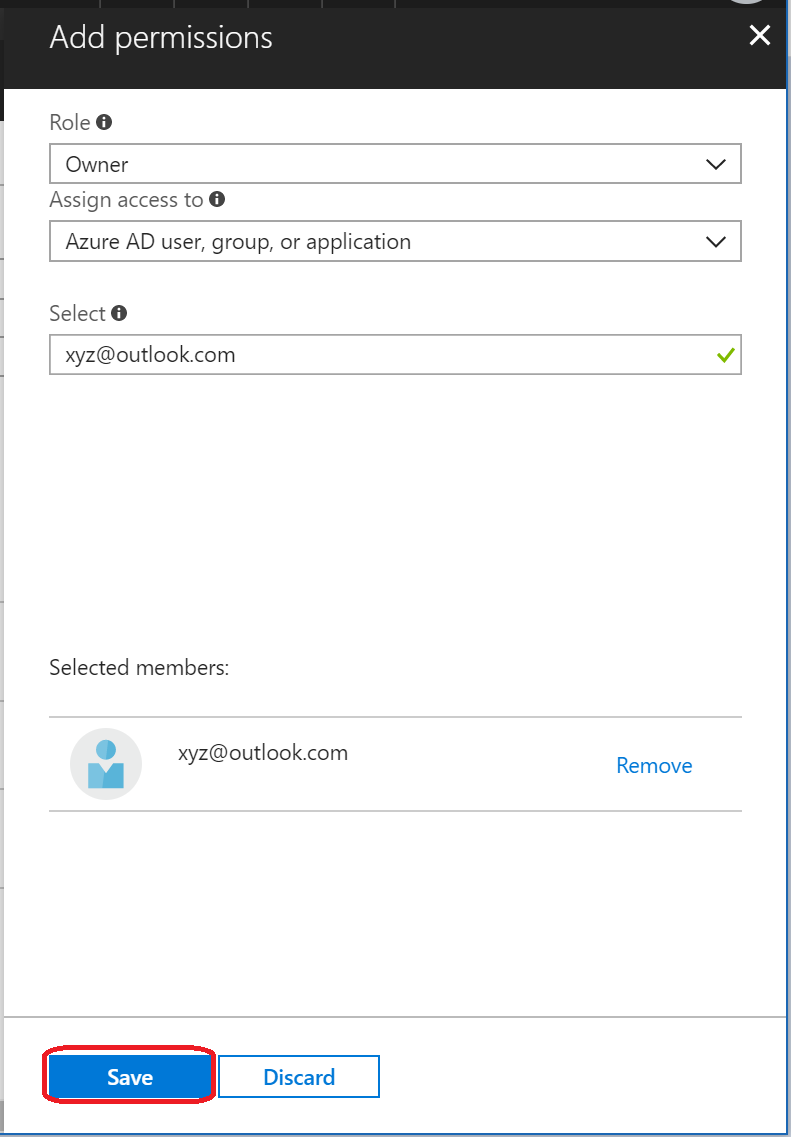 Add permissions
Role
Owner
Assign access to
Azure AD user, group, or application
Select
xyz@outlook.com
Selected members:
xyz@outlook.com
Remove
Save Discard